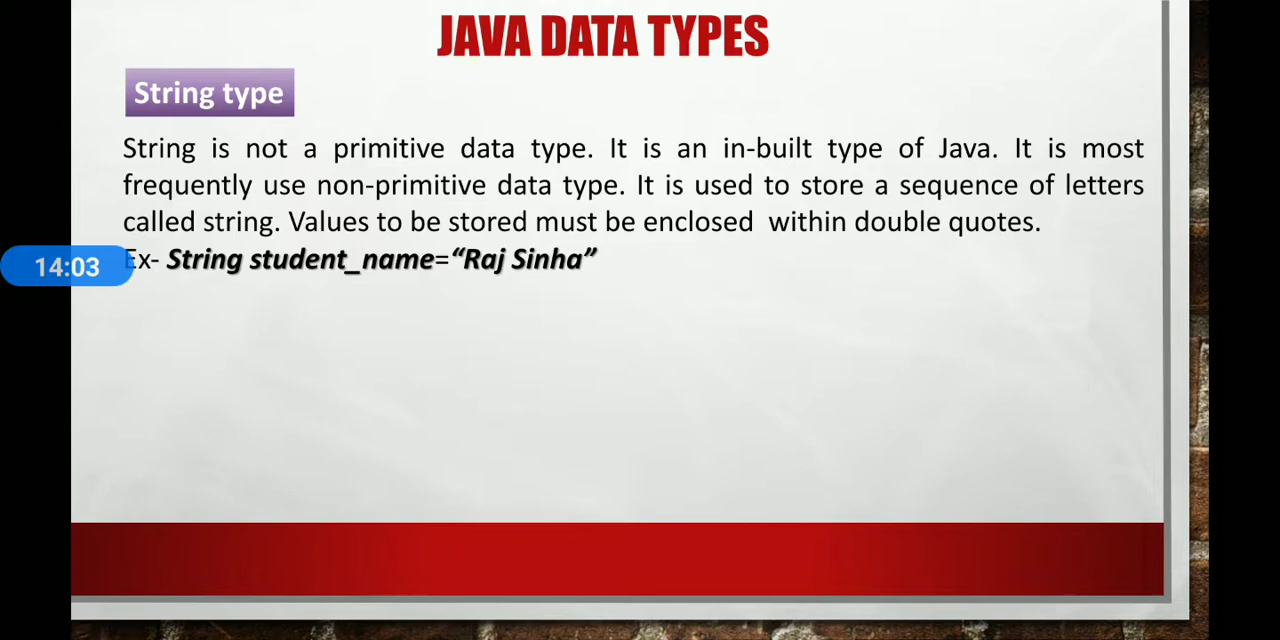 JAVA DATA TYPES
String type
String is not a primitive data type. It is an in-built type of Java. It is most
frequently use non-primitive data type. It is used to store a sequence of letters
called string. Values to be stored must be enclosed within double quotes.
Ex- String student_name=“Raj Sinha”
14:03